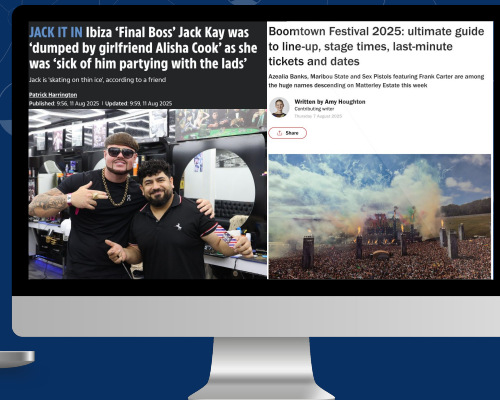 JACK IT IN Ibiza ‘Final Boss’ Jack Kay was
‘dumped by girlfriend Alisha Cook’ as she
was ‘sick of him partying with the lads’
Jack is ‘skating on thin ice’, according to a friend
Patrick Harrington
Published: 9:56, 11 Aug 2025 | Updated: 9:59, 11 Aug 2025
Boomtown Festival 2025: ultimate guide
to line-up, stage times, last-minute
tickets and dates
Azealia Banks, Maribou State and Sex Pistols featuring Frank Carter are among
the huge names descending on Matterley Estate this week
Written by Amy Houghton
Contributing writer
Thursday 7 August 2025
Share